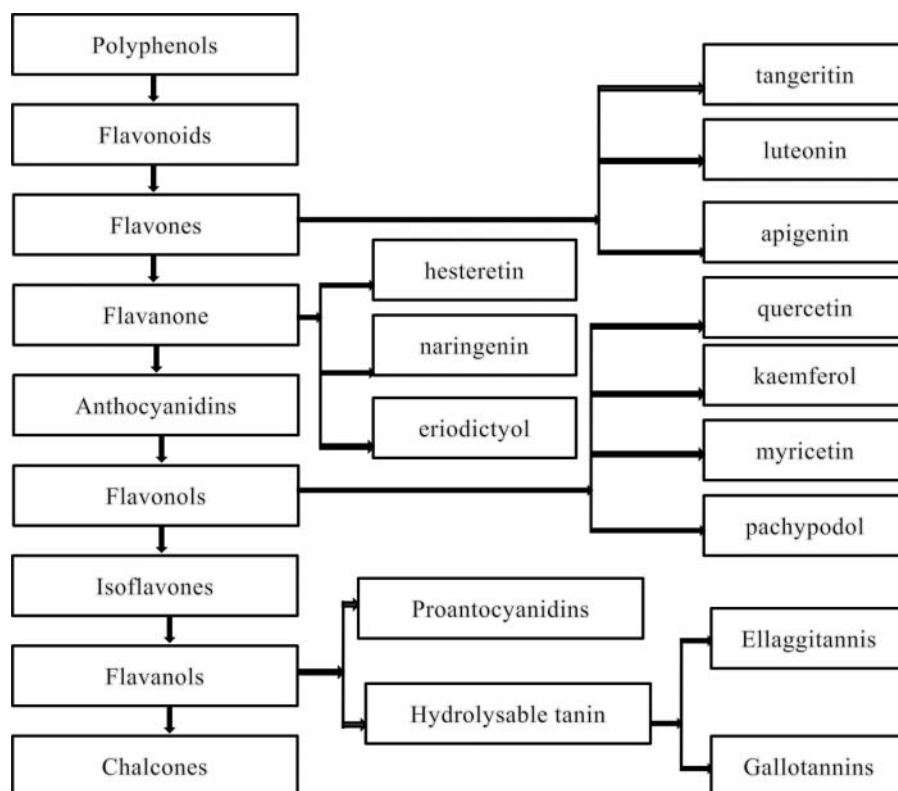 Polyphenols
Flavonoids
Flavones
Flavanone
Anthocyanidins
Flavonols
Isoflavones
Flavanols
Chalcones
hesteretin
naringenin
eriodictyol
Proantocyanidins
Hydrolysable tanin
tangeritin
luteonin
apigenin
quercetin
kaemferol
myricetin
pachypodol
Ellaggitannis
Gallotannins